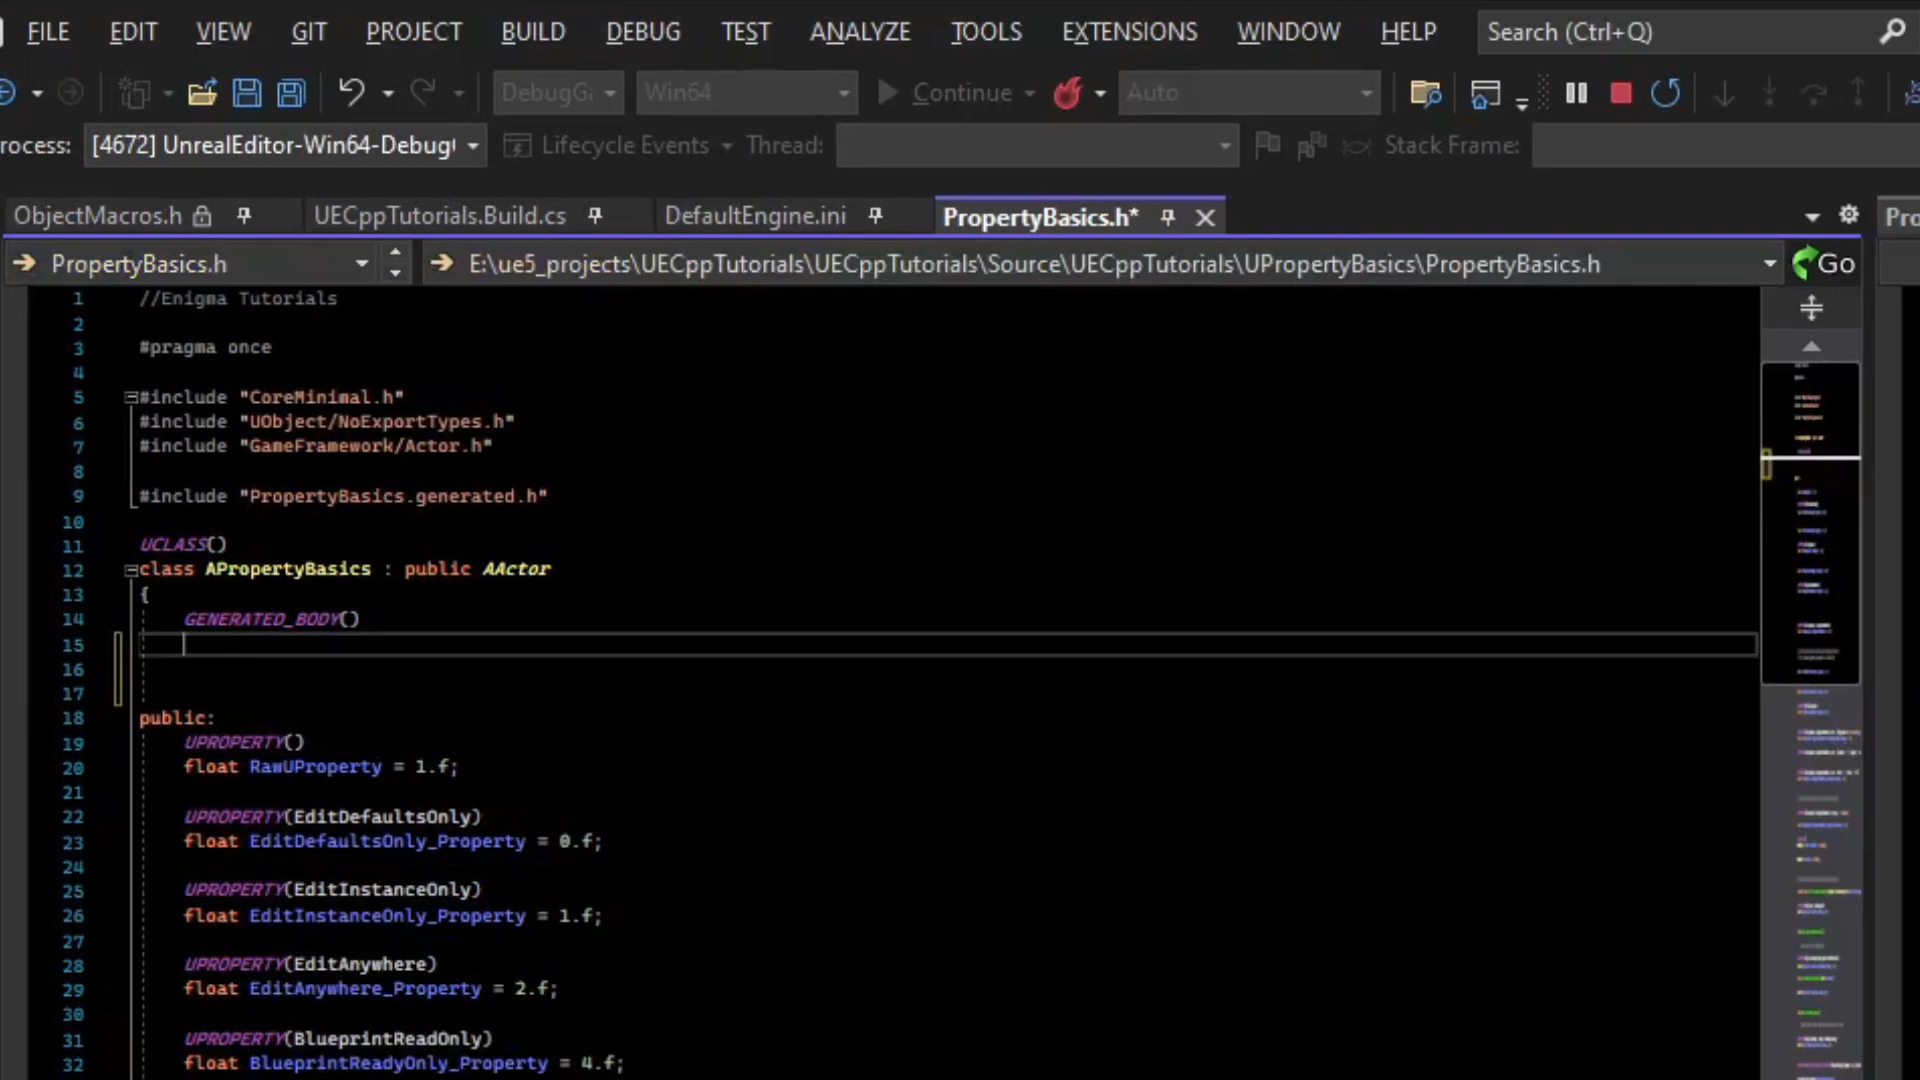 FILE EDIT VIEW GIT PROJECT BUILD DEBUG TEST ANALYZE TOOLS EXTENSIONS WINDOW HELP Search (Ctrl+Q)
Win64 Continue Auto
rocess: [4672] UnrealEditor-Win64-Debug Lifecycle Events Thread: Stack Frame:
ObjectMacros.h UECppTutorials.Build.cs DefaultEngine.ini PropertyBasics.h*
PropertyBasics.h E:\ue5_projects\UECppTutorials\UECppTutorials\Source\UECppTutorials\UPropertyBasics\PropertyBasics.h Go
1 //Enigma Tutorials
2
3 #pragma once
4
5 #include "CoreMinimal.h"
6 #include "UObject/NoExportTypes.h"
7 #include "GameFramework/Actor.h"
8
9 #include "PropertyBasics.generated.h"
10
11 UCLASS()
12 class APropertyBasics : public AActor
13 {
14 GENERATED_BODY()
15
16
17
18 public:
19 UPROPERTY()
20 float RawUProperty = 1.f;
21
22 UPROPERTY(EditDefaultsOnly)
23 float EditDefaultsOnly_Property = 0.f;
24
25 UPROPERTY(EditInstanceOnly)
26 float EditInstanceOnly_Property = 1.f;
27
28 UPROPERTY(EditAnywhere)
29 float EditAnywhere_Property = 2.f;
30
31 UPROPERTY(BlueprintReadOnly)
32 float BlueprintReadyOnly_Property = 4.f;